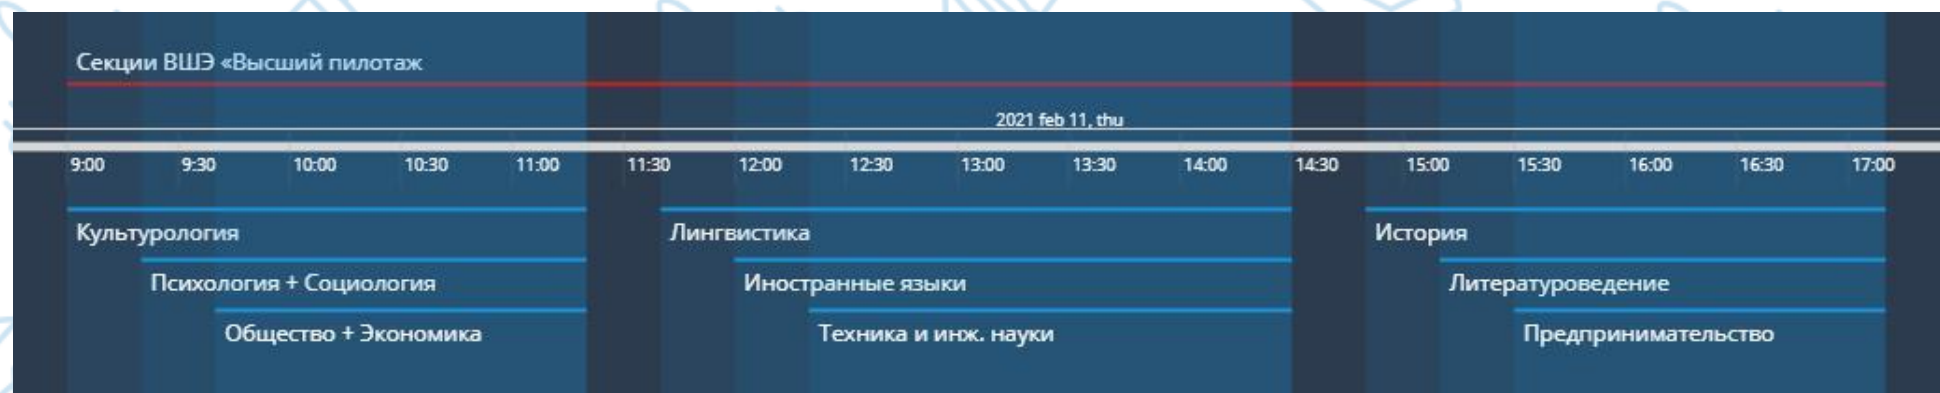 Секции ВШЭ «Высший пилотаж
2021 feb 11, thu
9:00 9:30 10:00 10:30 11:00 11:30 12:00 12:30 13:00 13:30 14:00 14:30 15:00 15:30 16:00 16:30 17:00
Культурология Лингвистика История
Психология + Социология Иностранные языки Литературоведение
Общество + Экономика Техника и инж. науки Предпринимательство